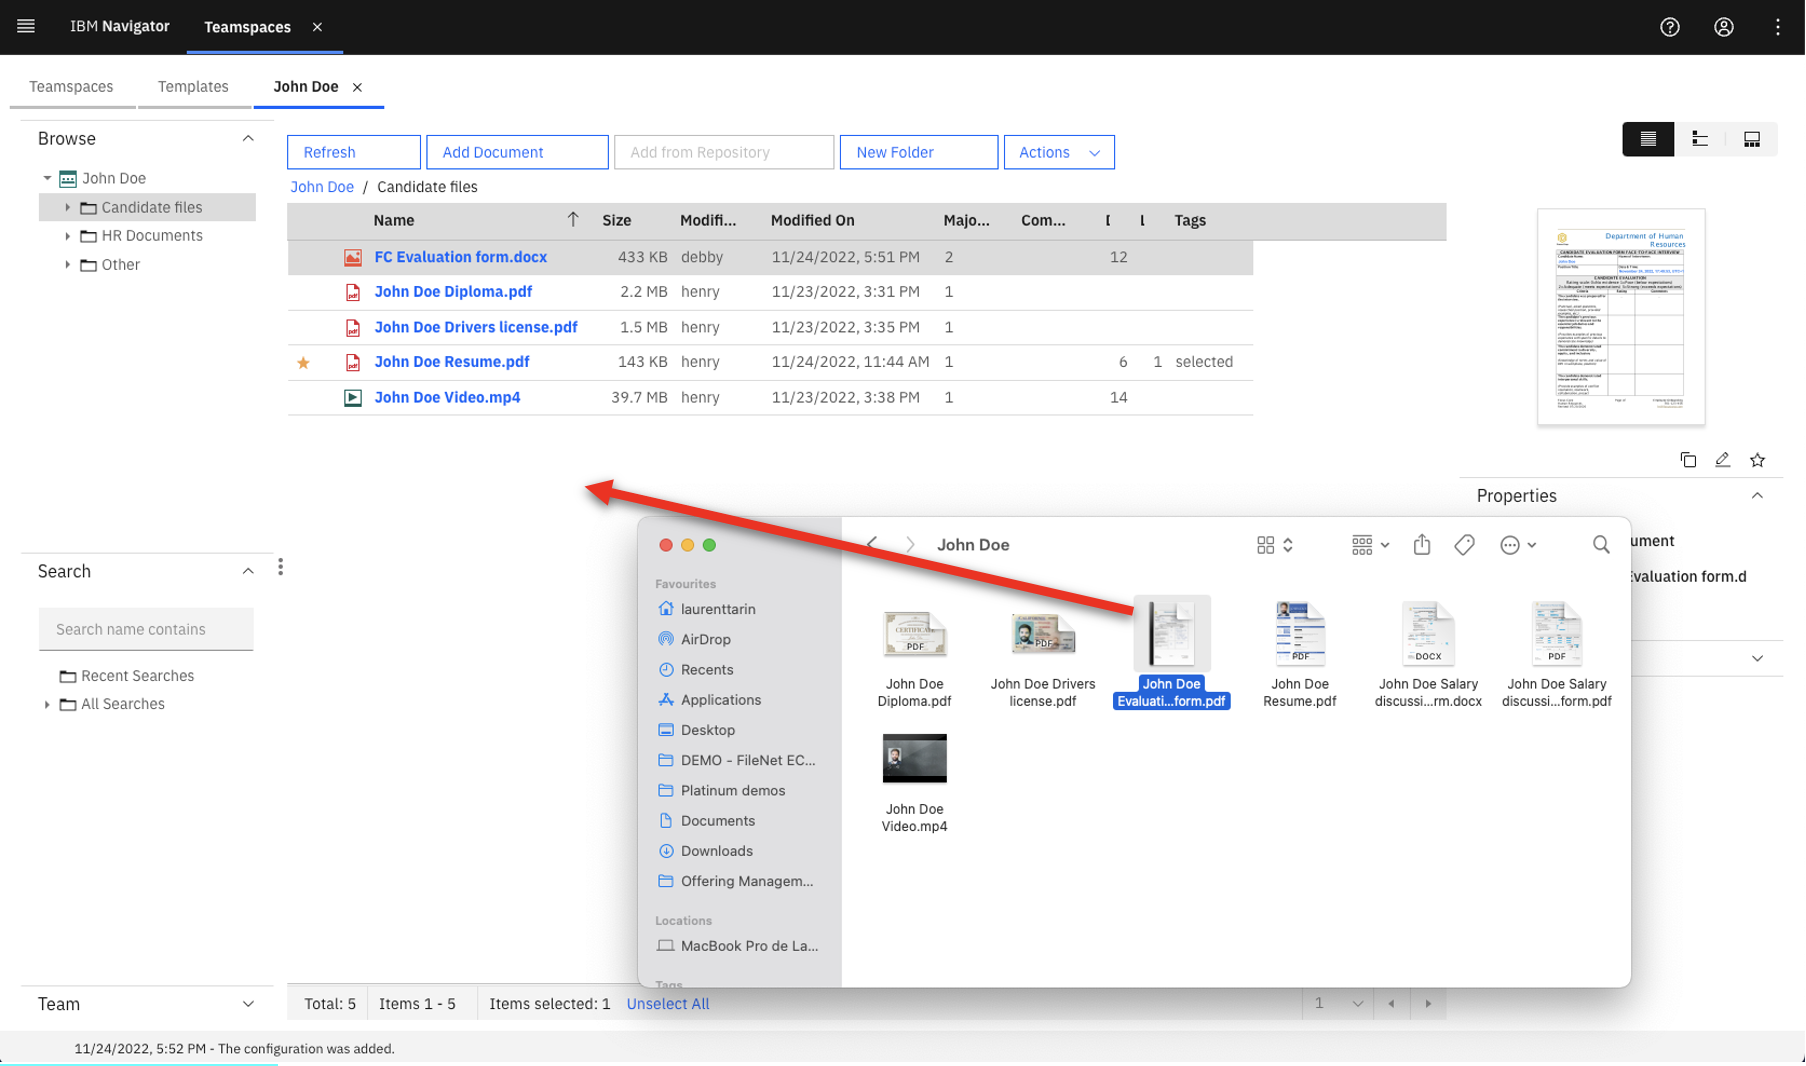 IBM Navigator
Teamspaces
Teamspaces
Templates
John Doe
Browse
John Doe
Candidate files
HR Documents
Other
Refresh
Add Document
Add from Repository
New Folder
Actions
John Doe / Candidate files
Name Size Modifi... Modified On Majo... Com... Tags
FC Evaluation form.docx 433 KB debby 11/24/2022, 5:51 PM 2 12
John Doe Diploma.pdf 2.2 MB henry 11/23/2022, 3:31 PM 1
John Doe Drivers license.pdf 1.5 MB henry 11/23/2022, 3:35 PM 1
John Doe Resume.pdf 143 KB henry 11/24/2022, 11:44 AM 1 6 1 selected
John Doe Video.mp4 39.7 MB henry 11/23/2022, 3:38 PM 1 14
Department of Human
Resources
CANDIDATE EVALUATION
Properties
ument
Evaluation form.d
Search
Search name contains
Recent Searches
All Searches
John Doe
Favourites
laurenttarin
AirDrop
Recents
Applications
Desktop
DEMO - FileNet EC...
Platinum demos
Documents
Downloads
Offering Managem...
Locations
MacBook Pro de La...
Tags
CERTIFICATE
PDF
PDF
PDF
DOCX
PDF
John Doe
Diploma.pdf
John Doe Drivers
license.pdf
John Doe
Evaluati...form.pdf
John Doe
Resume.pdf
John Doe Salary
discussi...rm.docx
John Doe Salary
discussi...form.pdf
John Doe
Video.mp4
Team
Total: 5
Items 1 - 5
Items selected: 1
Unselect All
1
11/24/2022, 5:52 PM - The configuration was added.